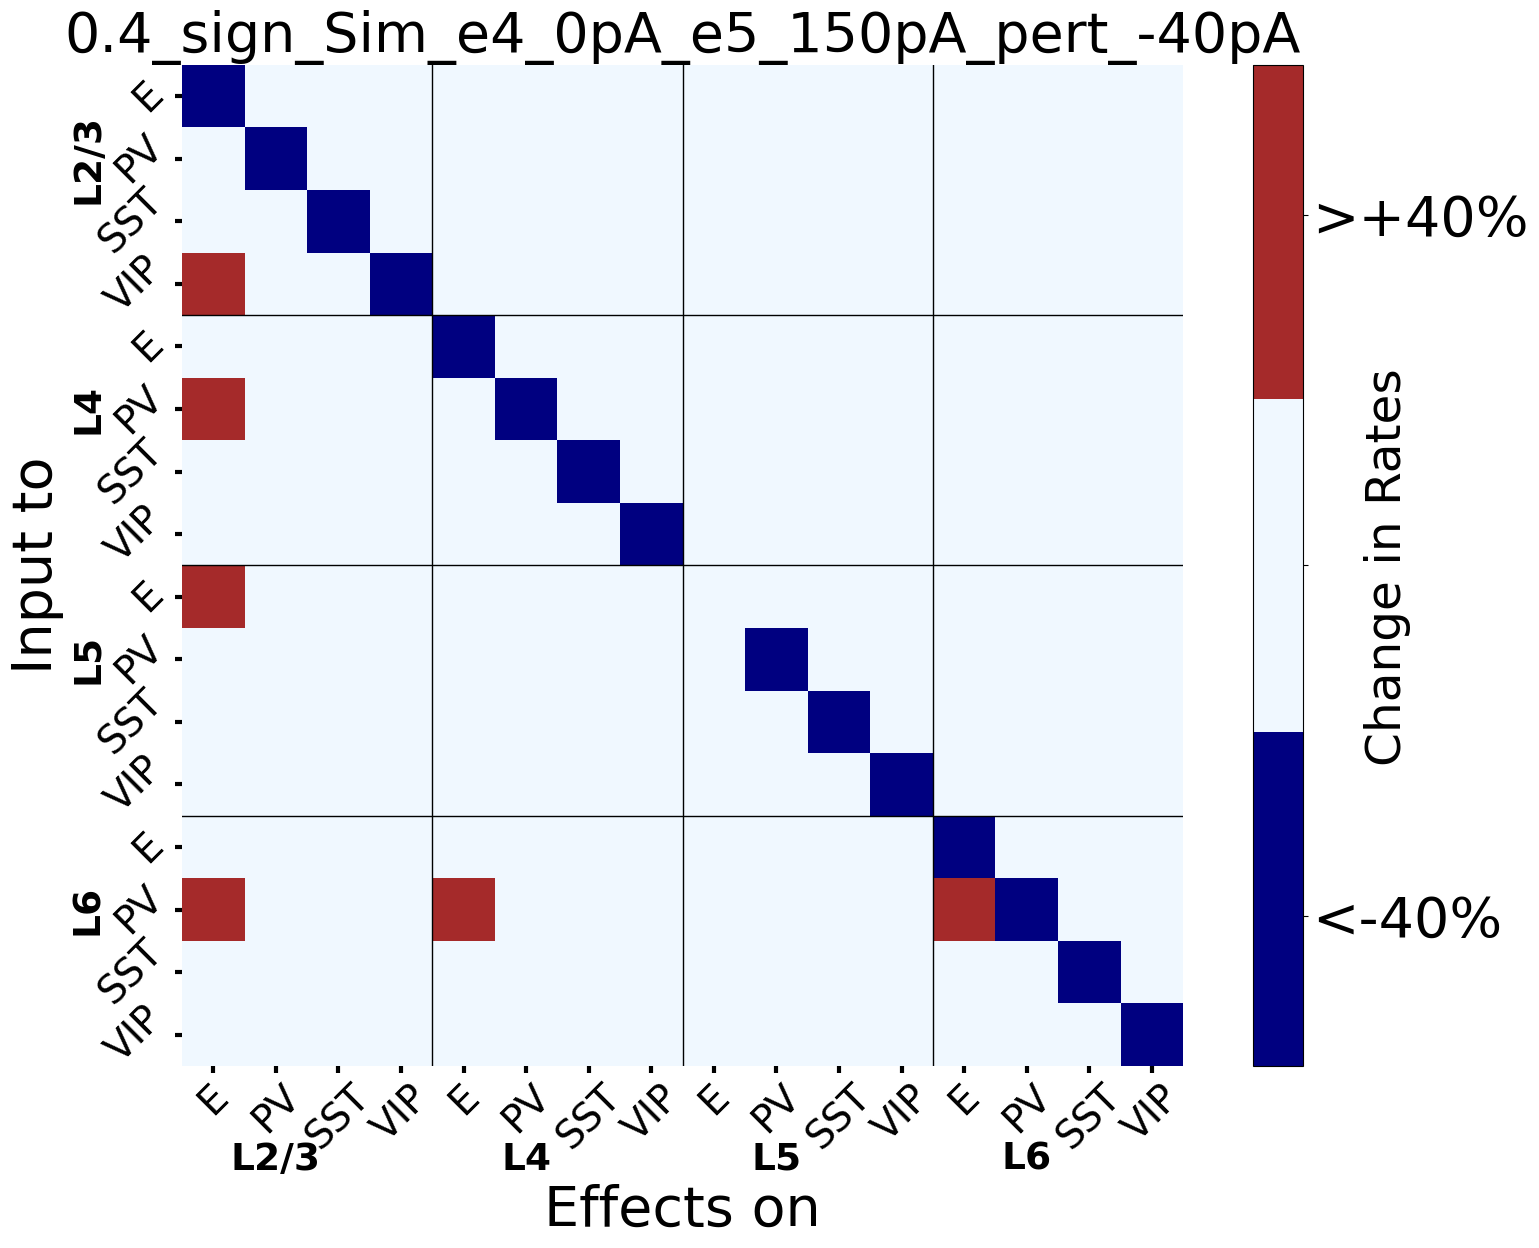 0.4_sign_Sim_e4_0pA_e5_150pA_pert_-40pA
Input to
L2/3
E
PV
SST
VIP
L4
E
PV
SST
VIP
L5
E
PV
SST
VIP
L6
E
PV
SST
VIP
E PV SST VIP E PV SST VIP E PV SST VIP E PV SST VIP
L2/3 L4 L5 L6
Effects on
>+40%
<-40%
Change in Rates